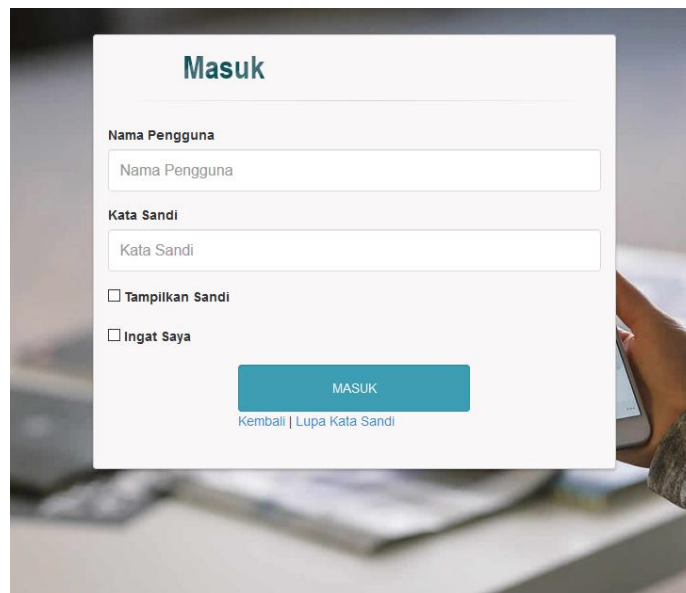 Masuk
Nama Pengguna
Nama Pengguna
Kata Sandi
Kata Sandi
Tampilkan Sandi
Ingat Saya
MASUK
Kembali | Lupa Kata Sandi